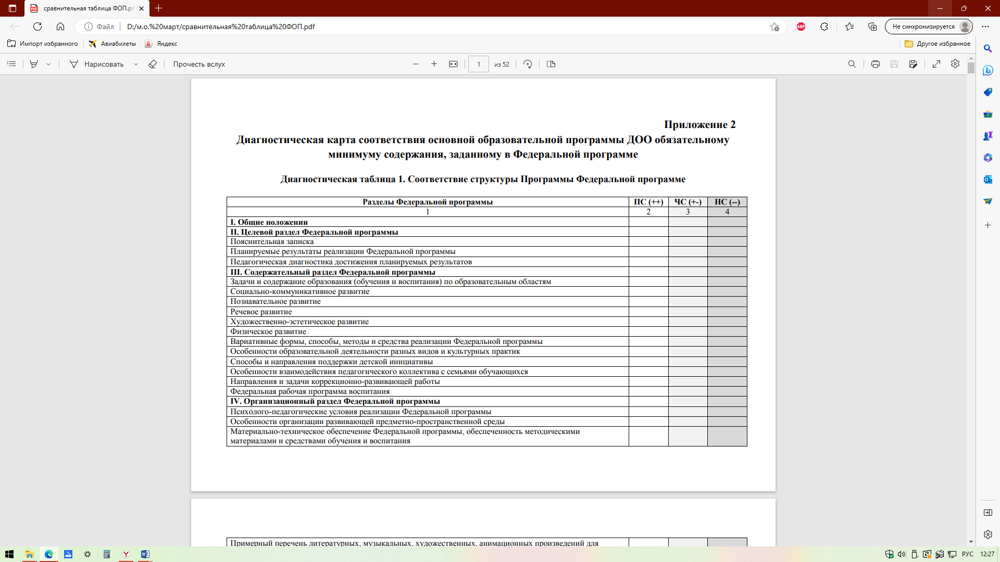 сравнительная таблица ФОП.pd
Файл
D:/м.о.%20март/сравнительная%20таблица%20ФОП.pdf
ABP
Не синхронизируется
Импорт избранного
Авиабилеты
Я
Яндекс
Другое избранное
Нарисовать
Прочесть вслух
1
из 52
Приложение 2
Диагностическая карта соответствия основной образовательной программы ДОО обязательному
минимуму содержания, заданному в Федеральной программе
Диагностическая таблица 1. Соответствие структуры Программы Федеральной программе
Разделы Федеральной программы ПС (++) ЧС (+-) НС (--)
1 2 3 4
I. Общие положении
II. Целевой раздел Федеральной программы
Пояснительная записка
Планируемые результаты реализации Федеральной программы
Педагогическая диагностика достижения планируемых результатов
III. Содержательный раздел Федеральной программы
Задачи и содержание образования (обучения и воспитания) по образовательным областям
Социально-коммуникативное развитие
Познавательное развитие
Речевое развитие
Художественно-эстетическое развитие
Физическое развитие
Вариативные формы, способы, методы и средства реализации Федеральной программы
Особенности образовательной деятельности разных видов и культурных практик
Способы и направления поддержки детской инициативы
Особенности взаимодействия педагогического коллектива с семьями обучающихся
Направления и задачи коррекционно-развивающей работы
Федеральная рабочая программа воспитания
IV. Организационный раздел Федеральной программы
Психолого-педагогические условия реализации Федеральной программы
Особенности организации развивающей предметно-пространственной среды
Материально-техническое обеспечение Федеральной программы, обеспеченность методическими
материалами и средствами обучения и воспитания
Примерный перечень литературных, музыкальных, художественных, анимационных произведений для
РУС
12:27